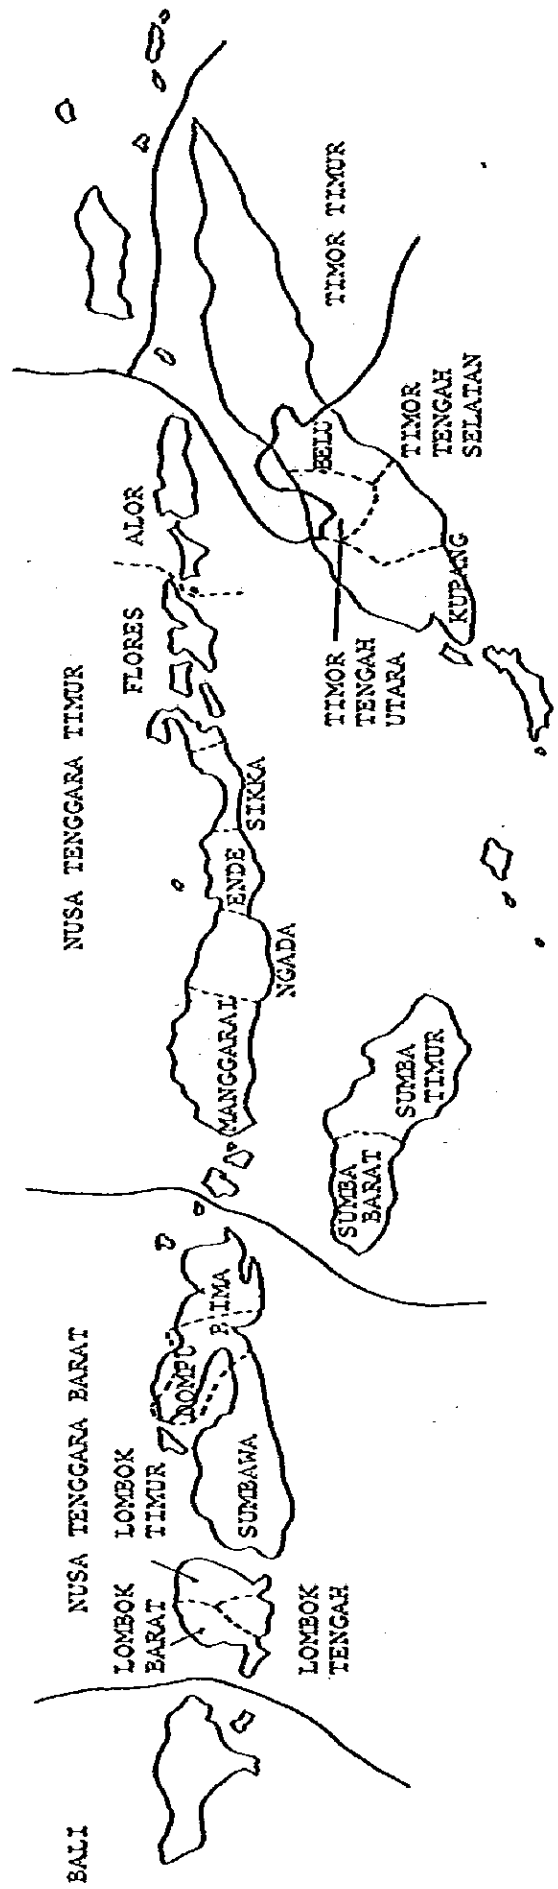 BALI
NUSA TENGGARA BARAT
LOMBOK
BARAT
LOMBOK
TIMUR
LOMBOK
TENGAH
SUMBAWA
DOMPU
BIMA
NUSA TENGGARA TIMUR
MANGGARAI
NGADA
ENDE
SIKKA
FLORES
ALOR
SUMBA
BARAT
SUMBA
TIMUR
TIMOR
TENGAH
UTARA
KUPANG
BELU
TIMOR
TENGAH
SELATAN
TIMOR TIMUR